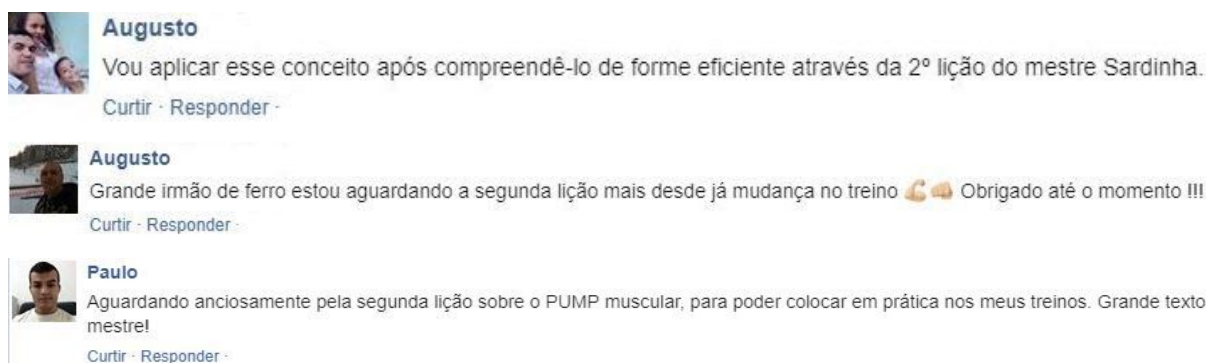 Augusto
Vou aplicar esse conceito após compreendê-lo de forme eficiente através da 2º lição do mestre Sardinha.
Curtir · Responder ·
Augusto
Grande irmão de ferro estou aguardando a segunda lição mais desde já mudança no treino 💪🏼👊🏼 Obrigado até o momento !!!
Curtir · Responder ·
Paulo
Aguardando anciosamente pela segunda lição sobre o PUMP muscular, para poder colocar em prática nos meus treinos. Grande texto
mestre!
Curtir · Responder ·